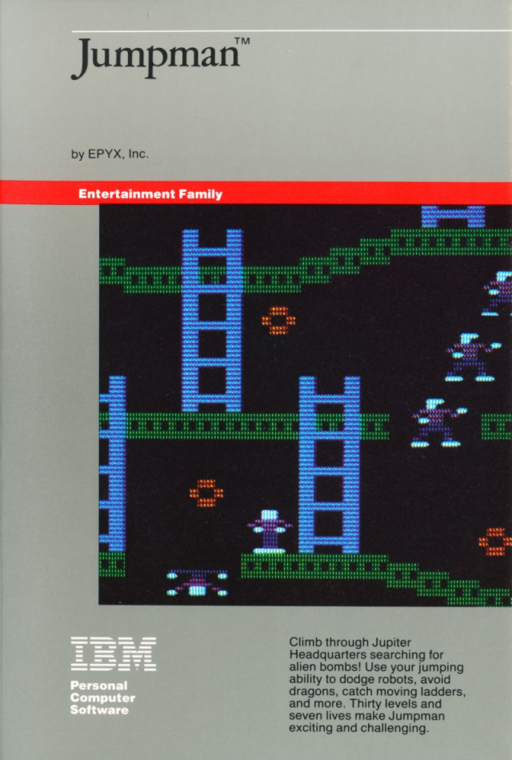 Jumpman™
by EPYX, Inc.
Entertainment Family
IBM
Personal
Computer
Software
Climb through Jupiter
Headquarters searching for
alien bombs! Use your jumping
ability to dodge robots, avoid
dragons, catch moving ladders,
and more. Thirty levels and
seven lives make Jumpman
exciting and challenging.